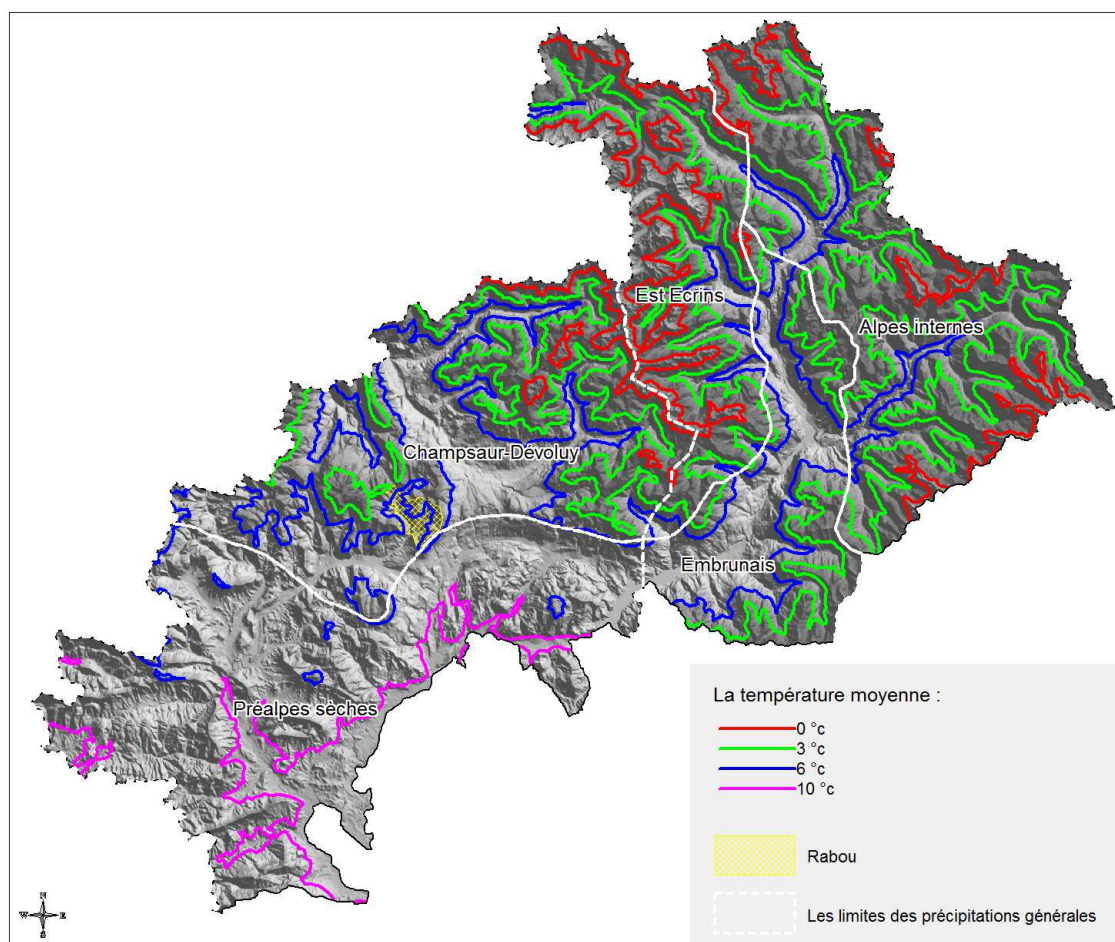 Est Ecrins
Alpes internes
Champsaur-Dévoluy
Embrunais
Préalpes sèches
La température moyenne :
0 °c
3 °c
6 °c
10 °c
Rabou
Les limites des précipitations générales
N
W E
S